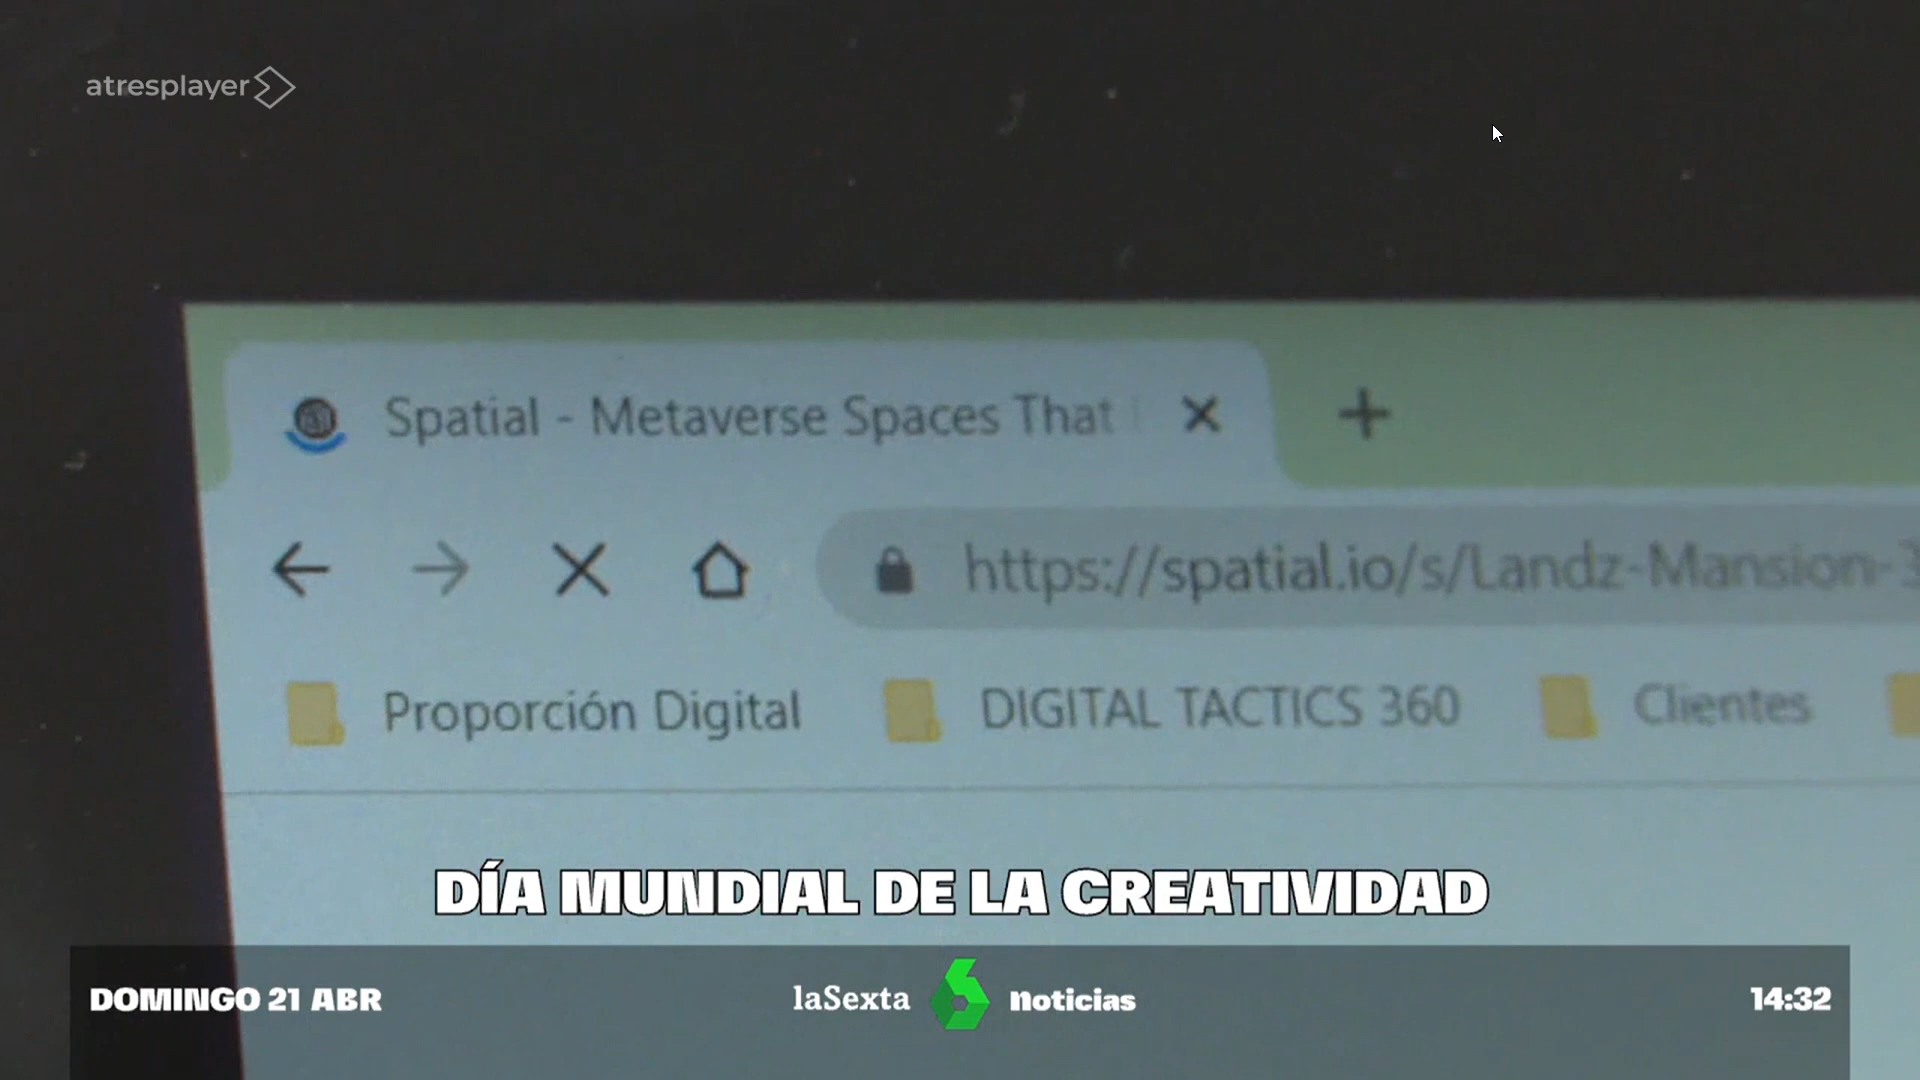 atresplayer
Spatial - Metaverse Spaces That
https://spatial.io/s/Landz-Mansion-3
Proporción Digital
DIGITAL TACTICS 360
Clientes
DÍA MUNDIAL DE LA CREATIVIDAD
DOMINGO 21 ABR
laSexta noticias
14:32